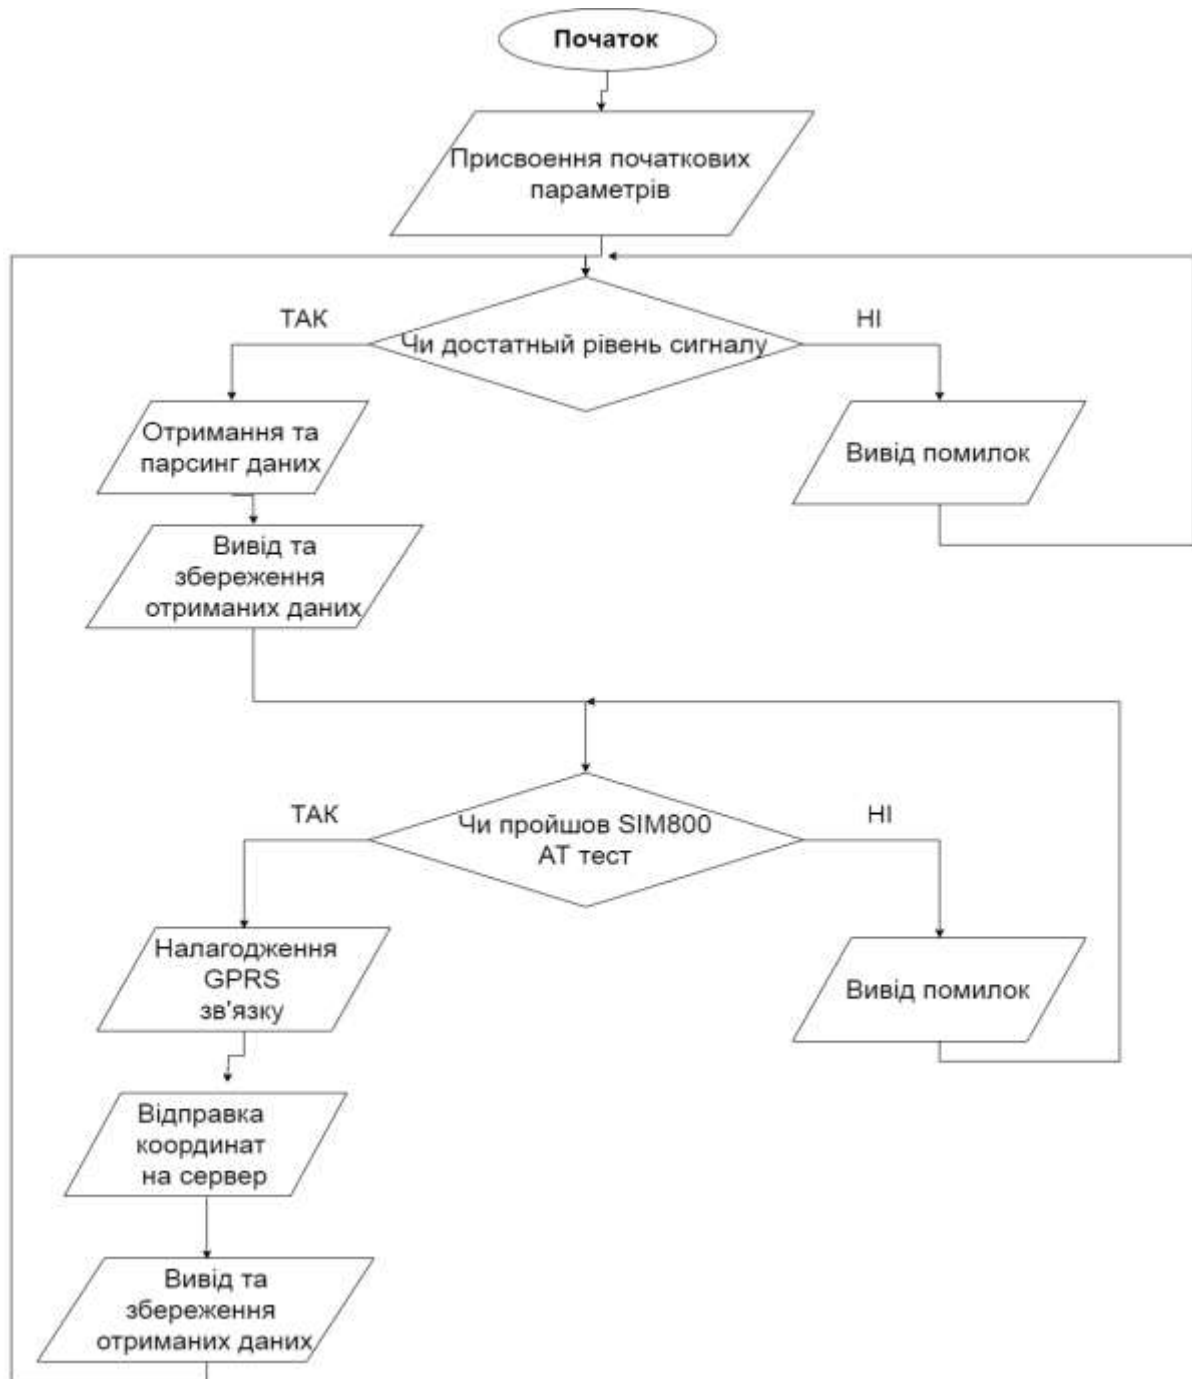 Початок
Присвоення початкових
параметрів
ТАК
НІ
Чи достатный рівень сигналу
Отримання та
парсинг даних
Вивід помилок
Вивід та
збереження
отриманих даних
ТАК
НІ
Чи пройшов SIM800
АТ тест
Налагодження
GPRS
зв'язку
Вивід помилок
Відправка
координат
на сервер
Вивід та
збереження
отриманих даних